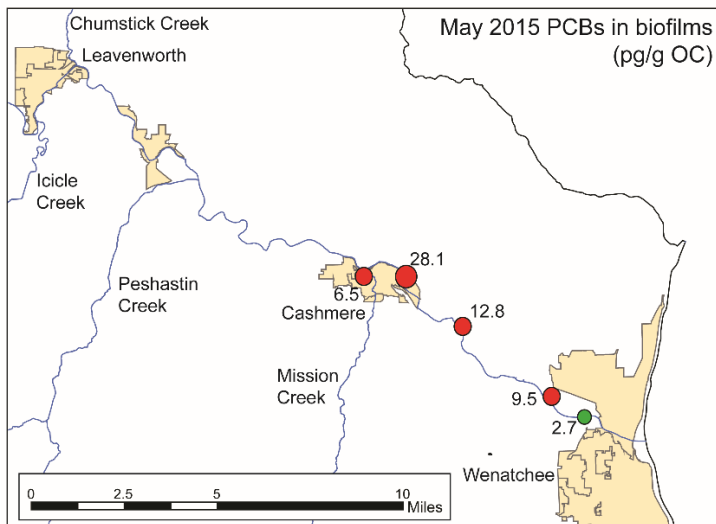 May 2015 PCBs in biofilms
(pg/g OC)
Chumstick Creek
Leavenworth
Icicle
Creek
Peshastin
Creek
28.1
6.5
Cashmere
12.8
Mission
Creek
9.5
2.7
Wenatchee
0 2.5 5 10
Miles